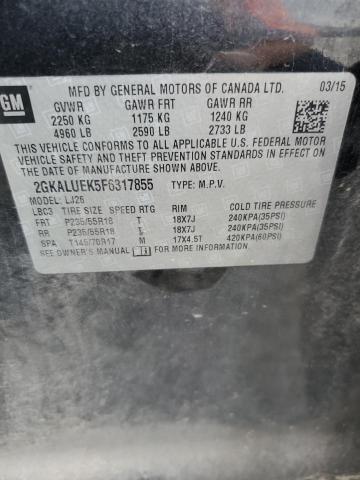 GM
MFD BY GENERAL MOTORS OF CANADA LTD. 03/15
GVWR GAWR FRT GAWR RR
2250 KG 1175 KG 1240 KG
4960 LB 2590 LB 2733 LB
THIS VEHICLE CONFORMS TO ALL APPLICABLE U.S. FEDERAL MOTOR
VEHICLE SAFETY, BUMPER, AND THEFT PREVENTION STANDARDS IN
EFFECT ON THE DATE OF MANUFACTURE SHOWN ABOVE.
2GKALUEK5F6317855 TYPE: M.P.V.
MODEL: LJ26
LBC3 TIRE SIZE SPEED RTG RIM COLD TIRE PRESSURE
FRT P235/55R18 T 18X7J 240KPA(35PSI)
RR P235/55R18 T 18X7J 240KPA(35PSI)
SPA T145/70R17 M 17X4.5T 420KPA(60PSI)
SEE OWNER'S MANUAL FOR MORE INFORMATION.